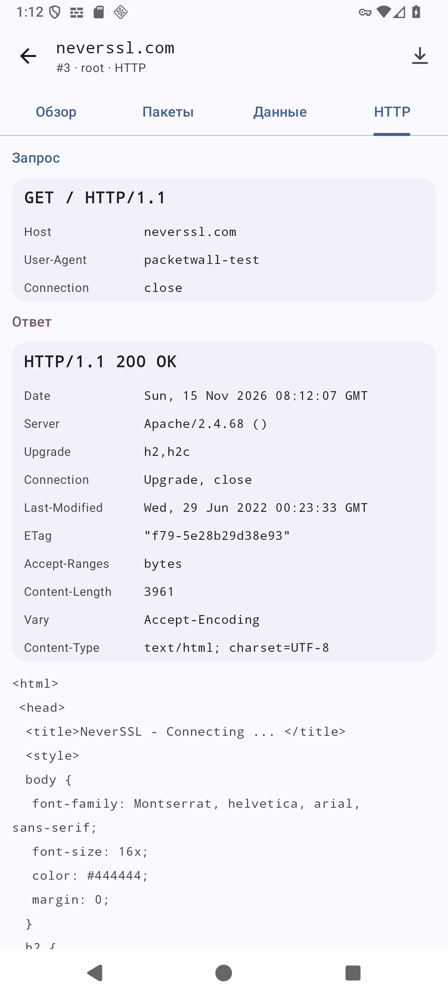 1:12
neverssl.com
#3 · root · HTTP
Обзор
Пакеты
Данные
HTTP
Запрос
GET / HTTP/1.1
Host neverssl.com
User-Agent packetwall-test
Connection close
Ответ
HTTP/1.1 200 OK
Date Sun, 15 Nov 2026 08:12:07 GMT
Server Apache/2.4.68 ()
Upgrade h2,h2c
Connection Upgrade, close
Last-Modified Wed, 29 Jun 2022 00:23:33 GMT
ETag "f79-5e28b29d38e93"
Accept-Ranges bytes
Content-Length 3961
Vary Accept-Encoding
Content-Type text/html; charset=UTF-8
<html>
<head>
<title>NeverSSL - Connecting ... </title>
<style>
body {
font-family: Montserrat, helvetica, arial,
sans-serif;
font-size: 16x;
color: #444444;
margin: 0;
}
h2 {